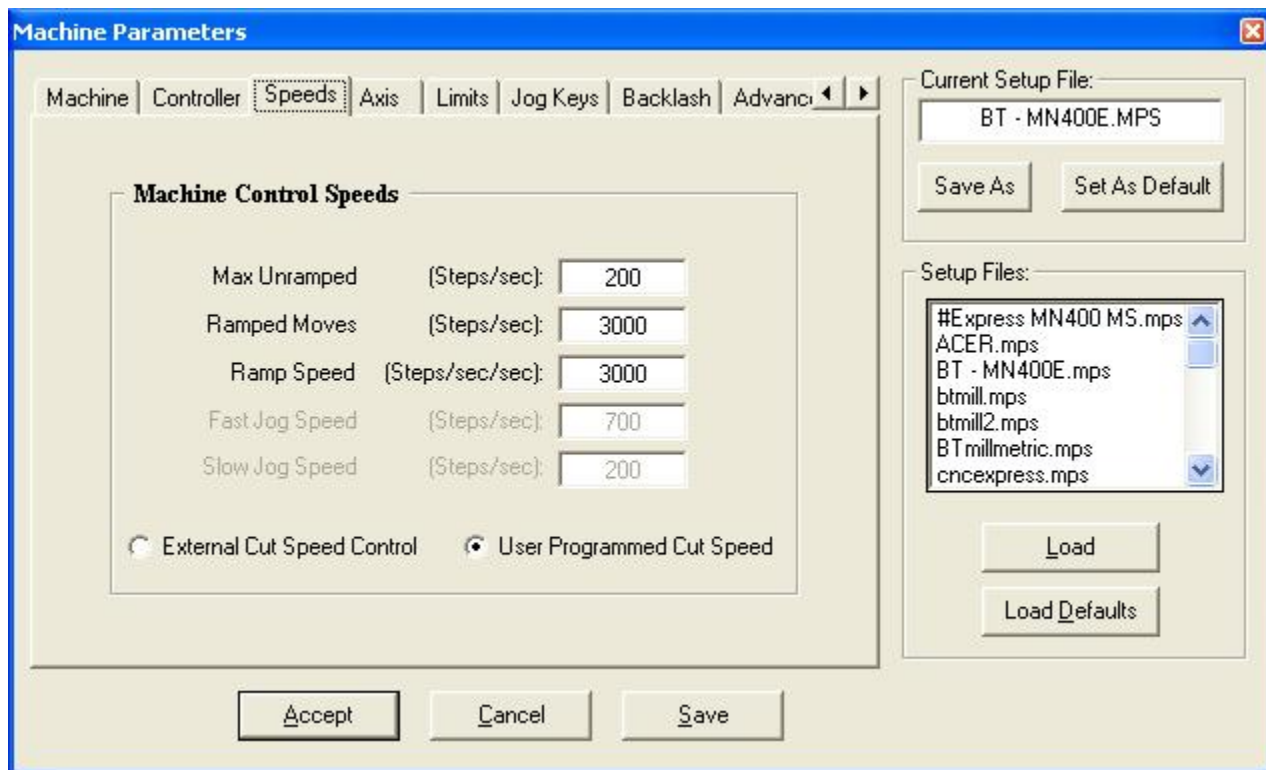 Machine Parameters
Machine Controller Speeds Axis Limits Jog Keys Backlash Advanc
Machine Control Speeds
Max Unramped (Steps/sec): 200
Ramped Moves (Steps/sec): 3000
Ramp Speed (Steps/sec/sec): 3000
Fast Jog Speed (Steps/sec): 700
Slow Jog Speed (Steps/sec): 200
External Cut Speed Control User Programmed Cut Speed
Accept Cancel Save
Current Setup File:
BT - MN400E.MPS
Save As Set As Default
Setup Files:
#Express MN400 MS.mps
ACER.mps
BT - MN400E.mps
btmill.mps
btmill2.mps
BTmillmetric.mps
cncexpress.mps
Load
Load Defaults